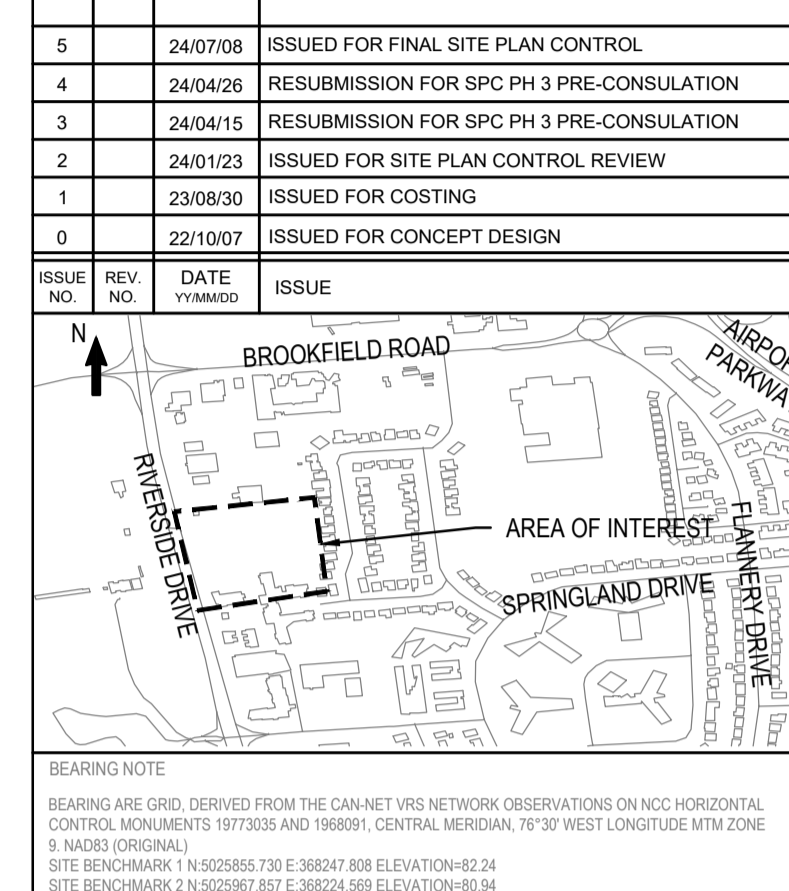 5 24/07/08 ISSUED FOR FINAL SITE PLAN CONTROL
4 24/04/26 RESUBMISSION FOR SPC PH 3 PRE-CONSULATION
3 24/04/15 RESUBMISSION FOR SPC PH 3 PRE-CONSULATION
2 24/01/23 ISSUED FOR SITE PLAN CONTROL REVIEW
1 23/08/30 ISSUED FOR COSTING
0 22/10/07 ISSUED FOR CONCEPT DESIGN
ISSUE NO. REV. NO. DATE YY/MM/DD ISSUE
N
BROOKFIELD ROAD
AIRPO
PARKWA
RIVERSIDE DRIVE
AREA OF INTEREST
FLANNERY DRIVE
SPRINGLAND DRIVE
BEARING NOTE
BEARING ARE GRID, DERIVED FROM THE CAN-NET VRS NETWORK OBSERVATIONS ON NCC HORIZONTAL
CONTROL MONUMENTS 19773035 AND 1968091, CENTRAL MERIDIAN, 76°30' WEST LONGITUDE MTM ZONE
9. NAD83 (ORIGINAL)
SITE BENCHMARK 1 N:5025855.730 E:368247.808 ELEVATION=82.24
SITE BENCHMARK 2 N:5025967.857 E:368224.569 ELEVATION=80.94